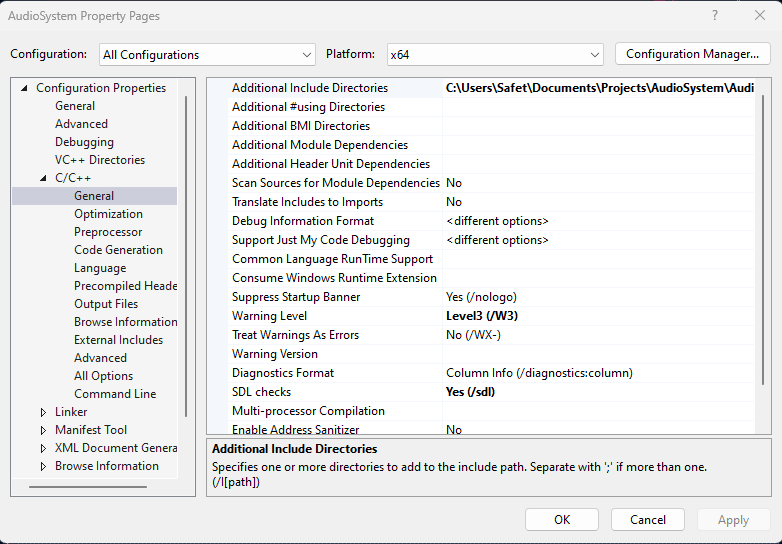 AudioSystem Property Pages
?
Configuration: All Configurations Platform: x64 Configuration Manager...
Configuration Properties
General
Advanced
Debugging
VC++ Directories
C/C++
General
Optimization
Preprocessor
Code Generation
Language
Precompiled Heade
Output Files
Browse Information
External Includes
Advanced
All Options
Command Line
Linker
Manifest Tool
XML Document Genera
Browse Information
Additional Include Directories C:\Users\Safet\Documents\Projects\AudioSystem\Audi
Additional #using Directories
Additional BMI Directories
Additional Module Dependencies
Additional Header Unit Dependencies
Scan Sources for Module Dependencies No
Translate Includes to Imports No
Debug Information Format <different options>
Support Just My Code Debugging <different options>
Common Language RunTime Support
Consume Windows Runtime Extension
Suppress Startup Banner Yes (/nologo)
Warning Level Level3 (/W3)
Treat Warnings As Errors No (/WX-)
Warning Version
Diagnostics Format Column Info (/diagnostics:column)
SDL checks Yes (/sdl)
Multi-processor Compilation
Enable Address Sanitizer No
Additional Include Directories
Specifies one or more directories to add to the include path. Separate with ';' if more than one.
(/I[path])
OK Cancel Apply